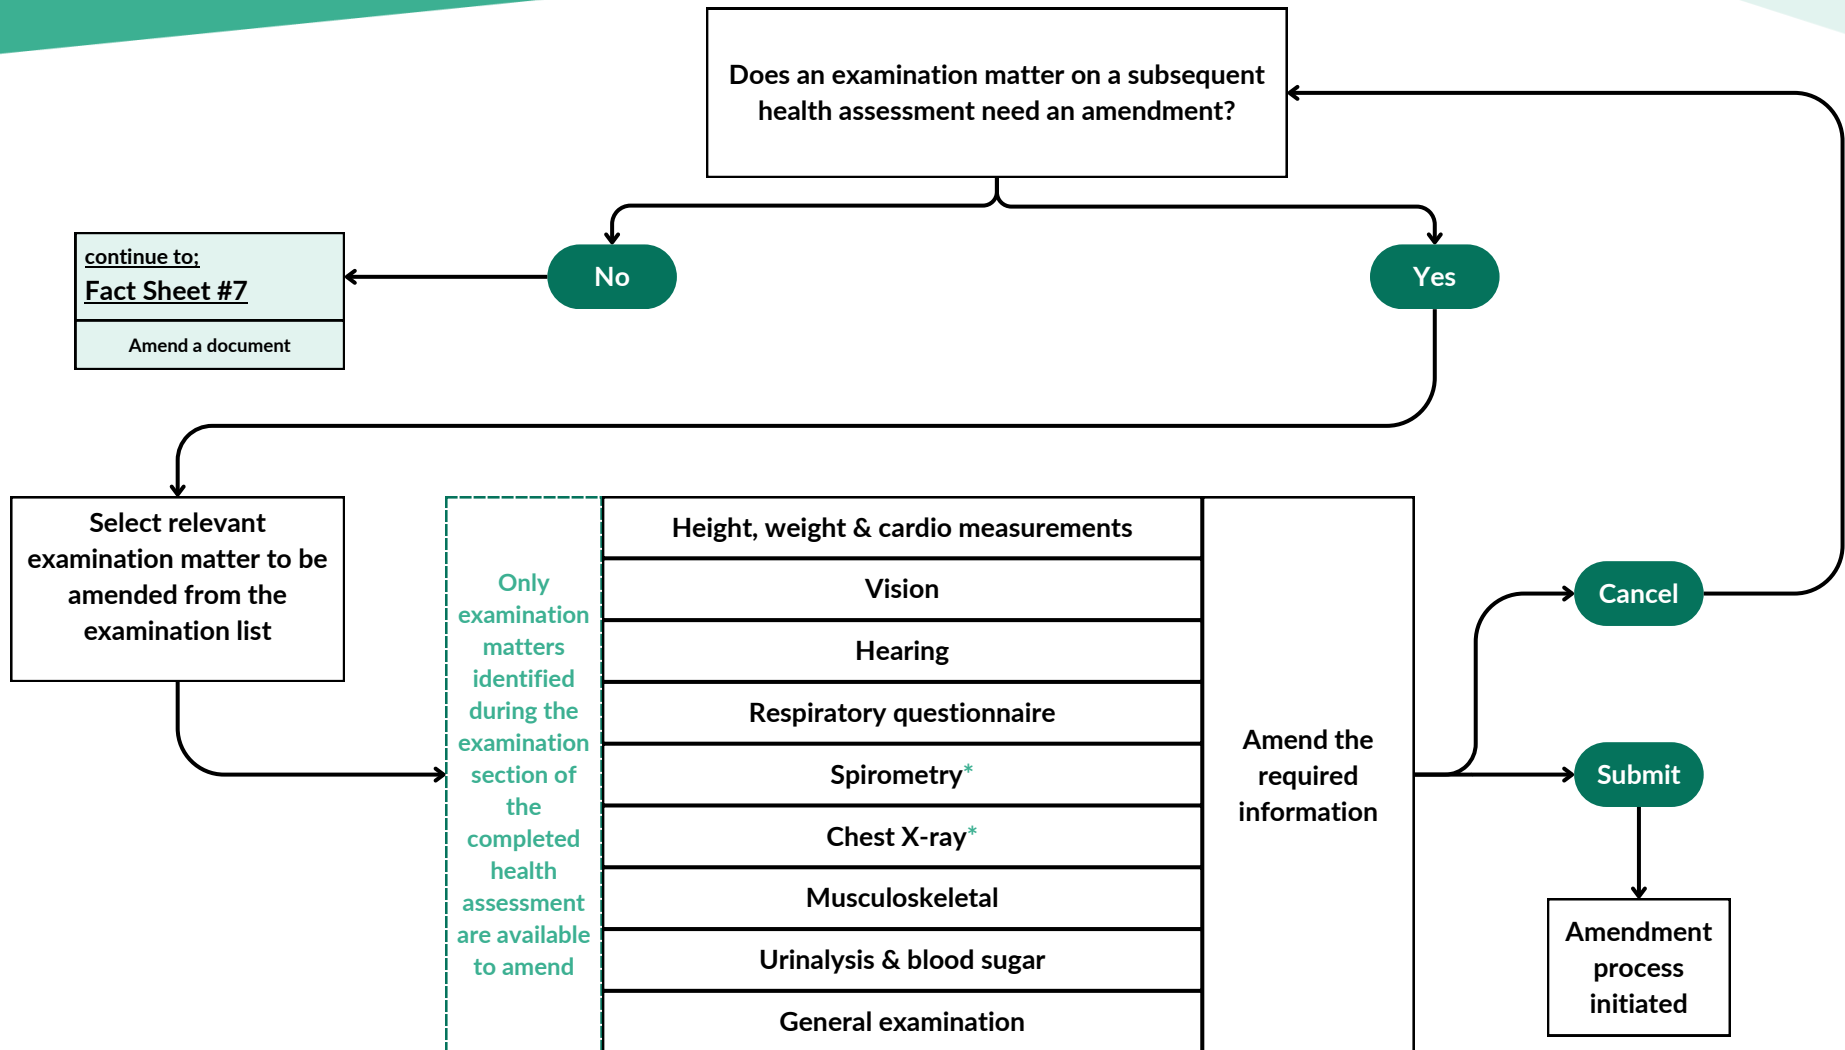 Does an examination matter on a subsequent
health assessment need an amendment?
continue to;
Fact Sheet #7
Amend a document
No
Yes
Select relevant
examination matter to be
amended from the
examination list
Only
examination
matters
identified
during the
examination
section of
the
completed
health
assessment
are available
to amend
Height, weight & cardio measurements
Vision
Hearing
Respiratory questionnaire
Spirometry*
Chest X-ray*
Musculoskeletal
Urinalysis & blood sugar
General examination
Amend the
required
information
Cancel
Submit
Amendment
process
initiated